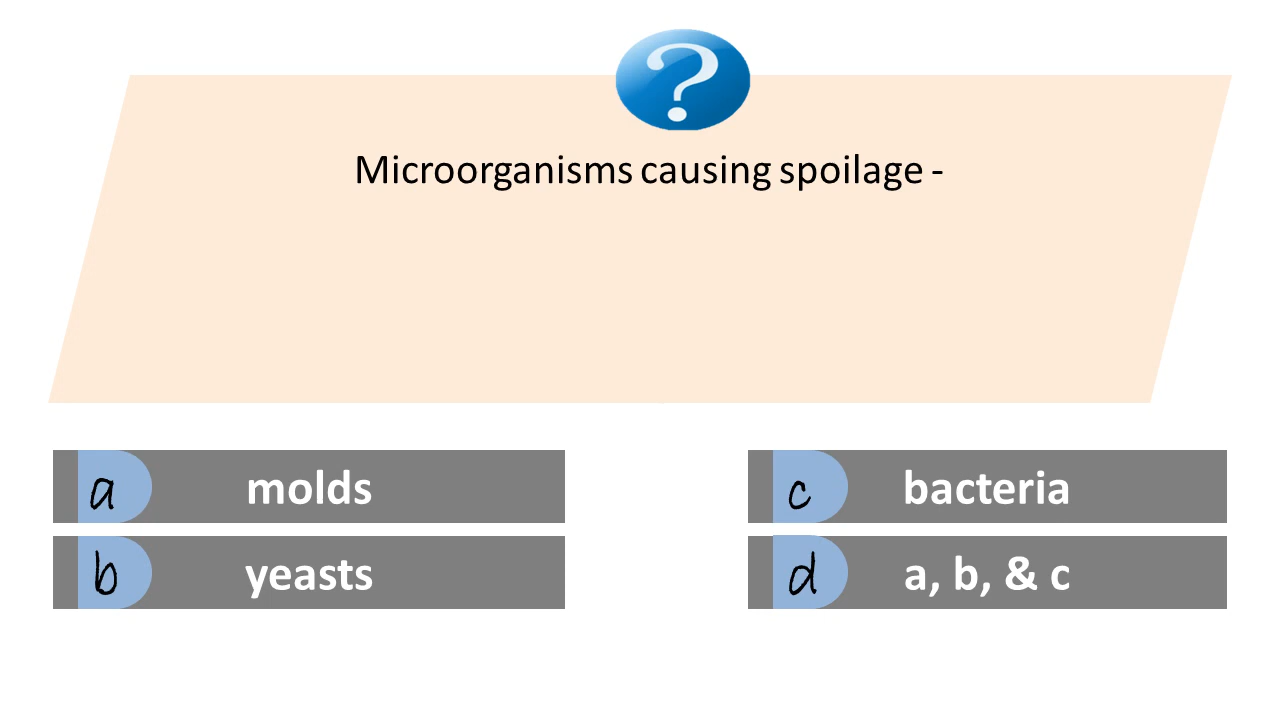 ?
Microorganisms causing spoilage -
a molds
b yeasts
c bacteria
d a, b, & c